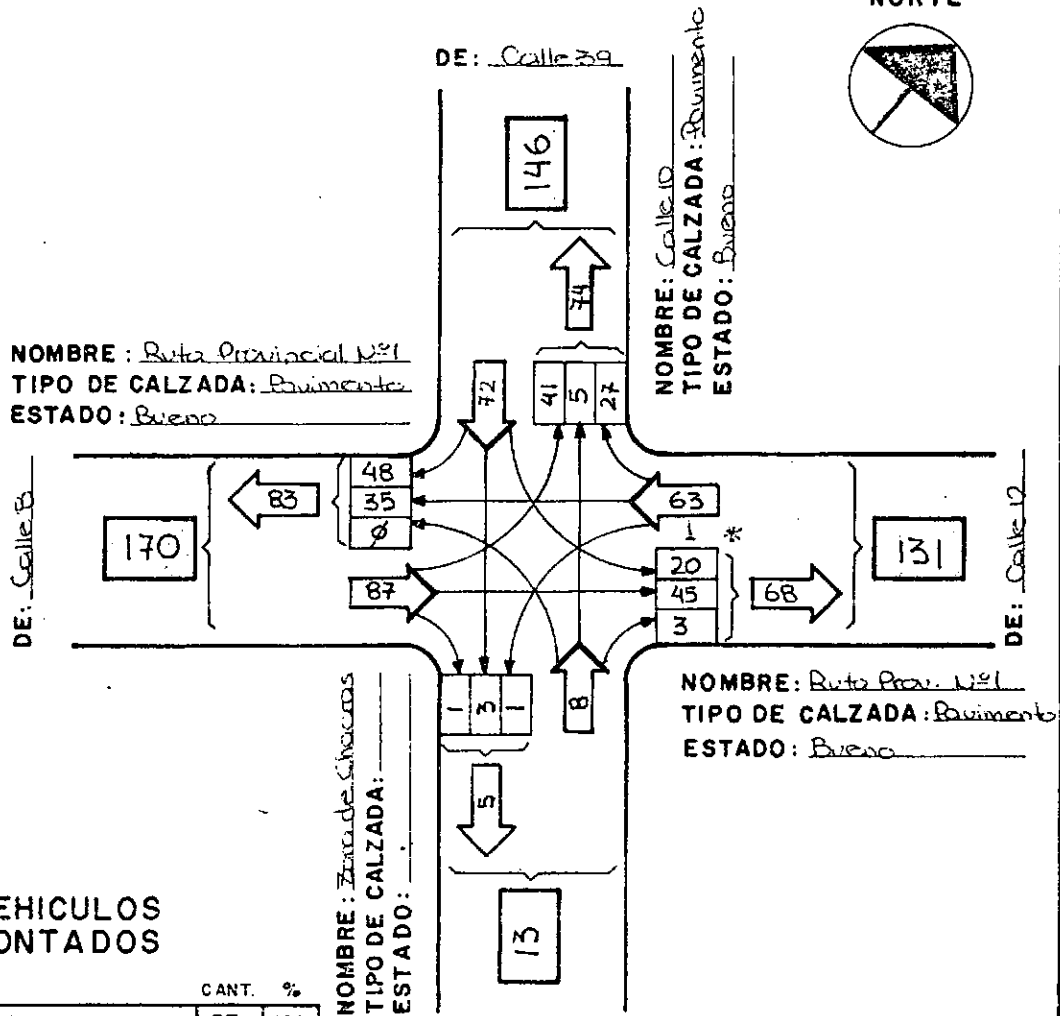 NORTE
DE: Calle 39
146
NOMBRE: Calle 10
TIPO DE CALZADA: Pavimento
ESTADO: Bueno
74
41 5 27
72
NOMBRE: Ruta Provincial Nº1
TIPO DE CALZADA: Pavimento
ESTADO: Bueno
DE: Calle 8
170
83
48
35
Ø
87
63
1 *
20
45
3
68
131
DE: Calle 12
1 3 1
8
5
13
NOMBRE: Ruta Prov. Nº1
TIPO DE CALZADA: Pavimento
ESTADO: Bueno
NOMBRE: Zona de Chacras
TIPO DE CALZADA:
ESTADO:
EHICULOS
ONTADOS
CANT. %